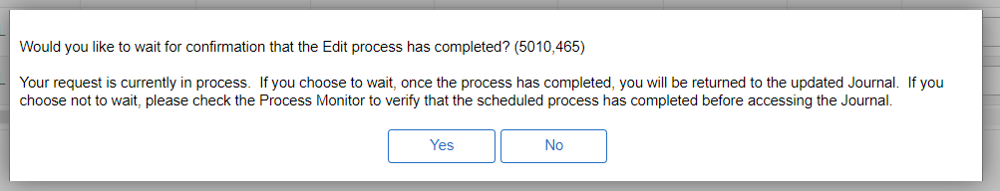 Would you like to wait for confirmation that the Edit process has completed? (5010,465)
Your request is currently in process.  If you choose to wait, once the process has completed, you will be returned to the updated Journal.  If you
choose not to wait, please check the Process Monitor to verify that the scheduled process has completed before accessing the Journal.
Yes No